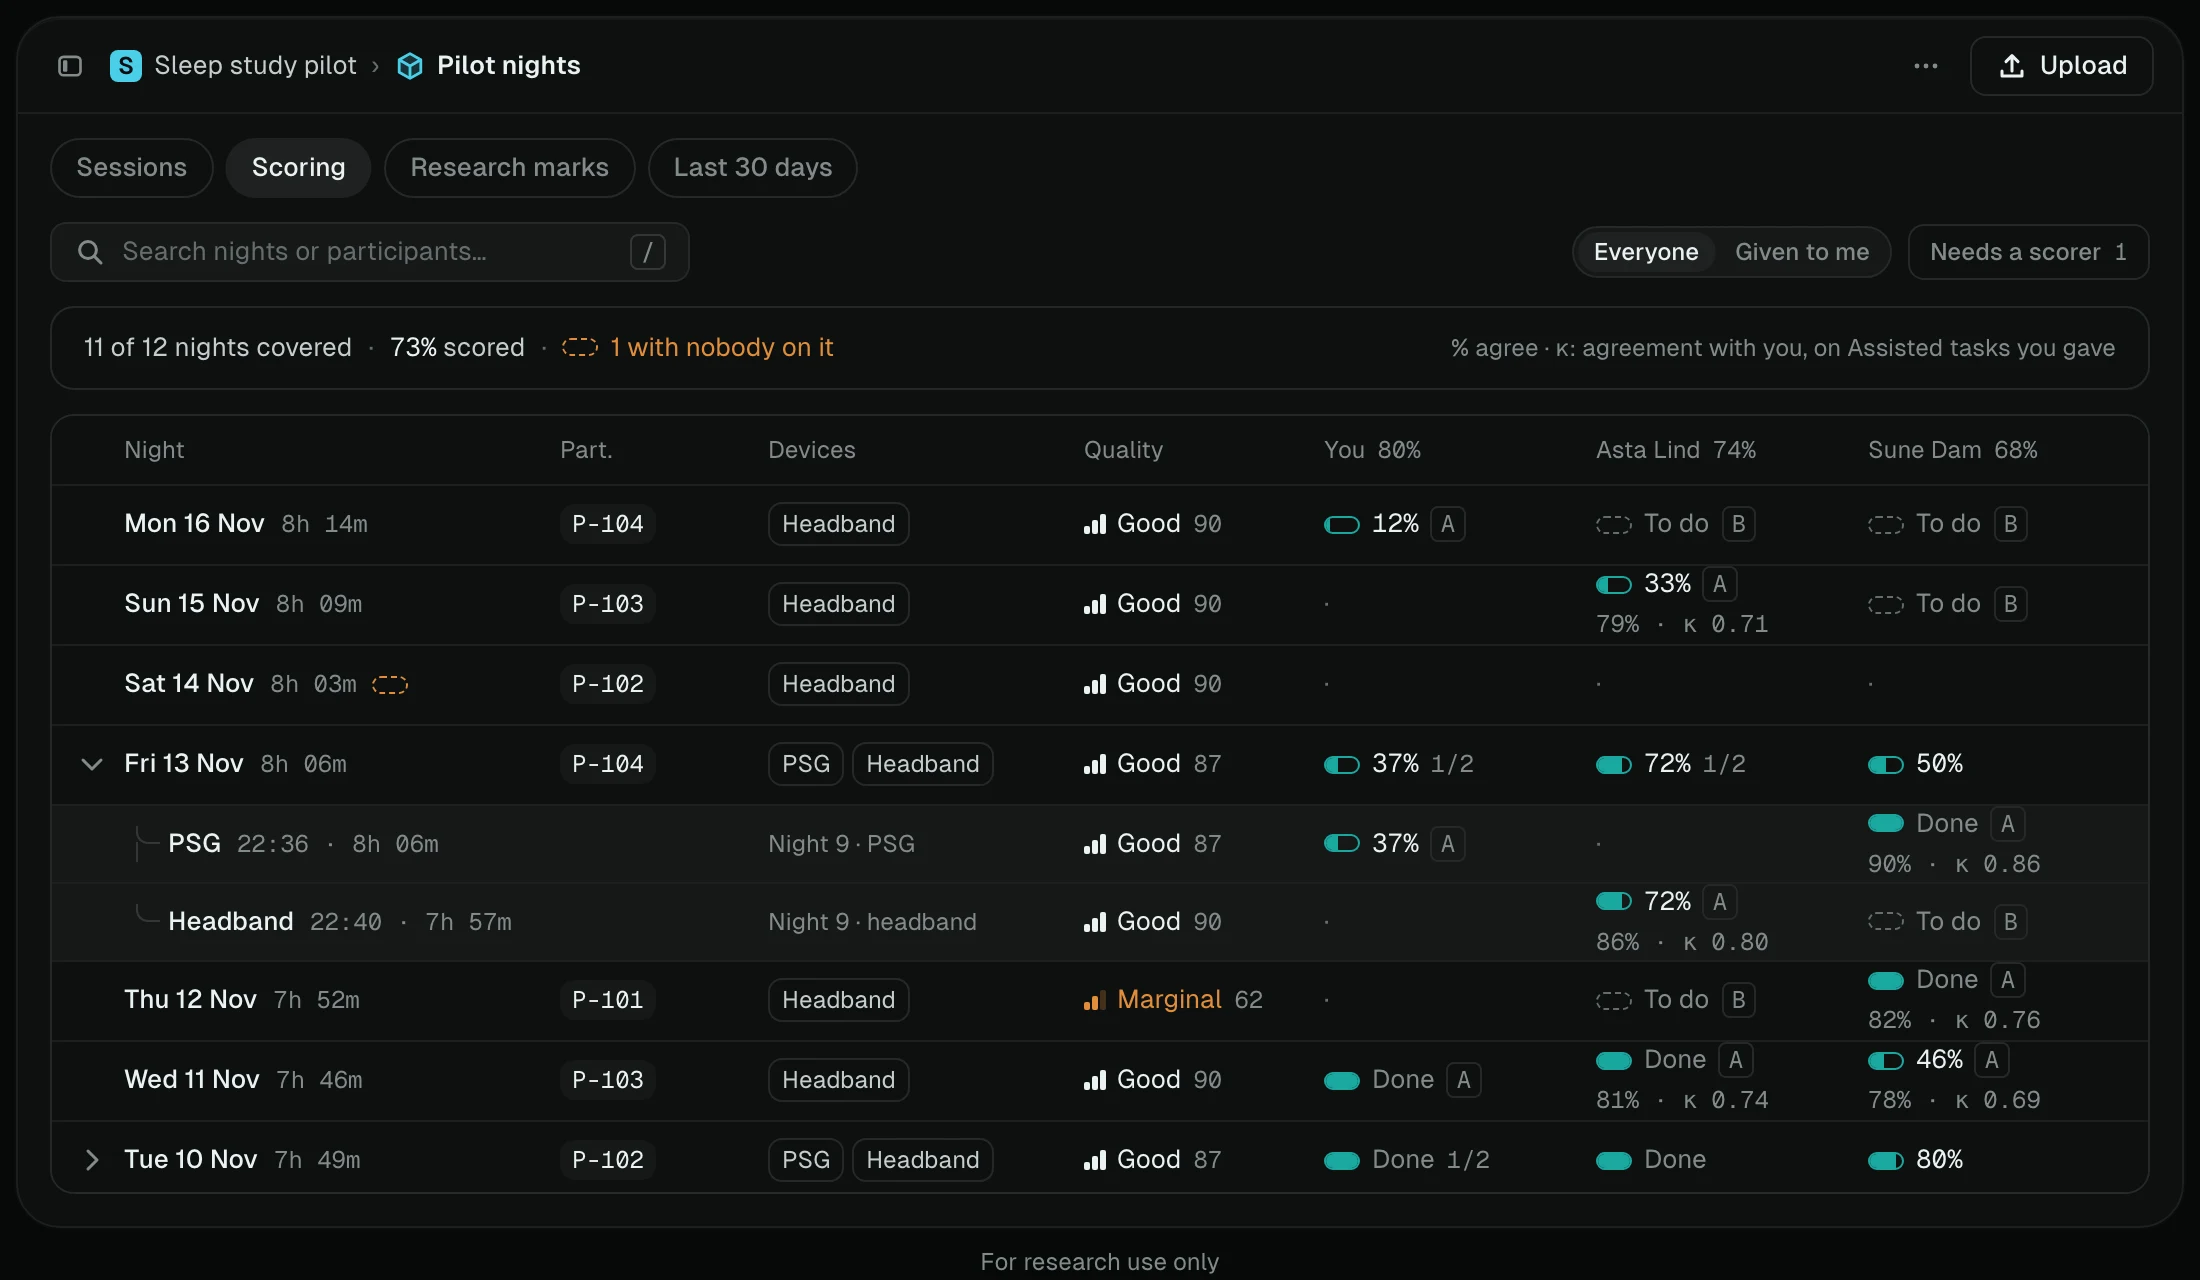 S Sleep study pilot › Pilot nights ··· Upload
Sessions Scoring Research marks Last 30 days
Search nights or participants... / Everyone Given to me Needs a scorer 1
11 of 12 nights covered · 73% scored · 1 with nobody on it % agree · κ: agreement with you, on Assisted tasks you gave
Night Part. Devices Quality You 80% Asta Lind 74% Sune Dam 68%
Mon 16 Nov 8h 14m P-104 Headband Good 90 12% A To do B To do B
Sun 15 Nov 8h 09m P-103 Headband Good 90 · 33% A To do B
79% · κ 0.71
Sat 14 Nov 8h 03m P-102 Headband Good 90 · · ·
Fri 13 Nov 8h 06m P-104 PSG Headband Good 87 37% 1/2 72% 1/2 50%
PSG 22:36 · 8h 06m Night 9 · PSG Good 87 37% A · Done A
90% · κ 0.86
Headband 22:40 · 7h 57m Night 9 · headband Good 90 · 72% A To do B
86% · κ 0.80
Thu 12 Nov 7h 52m P-101 Headband Marginal 62 · To do B Done A
82% · κ 0.76
Wed 11 Nov 7h 46m P-103 Headband Good 90 Done A Done A 46% A
81% · κ 0.74 78% · κ 0.69
Tue 10 Nov 7h 49m P-102 PSG Headband Good 87 Done 1/2 Done 80%
For research use only